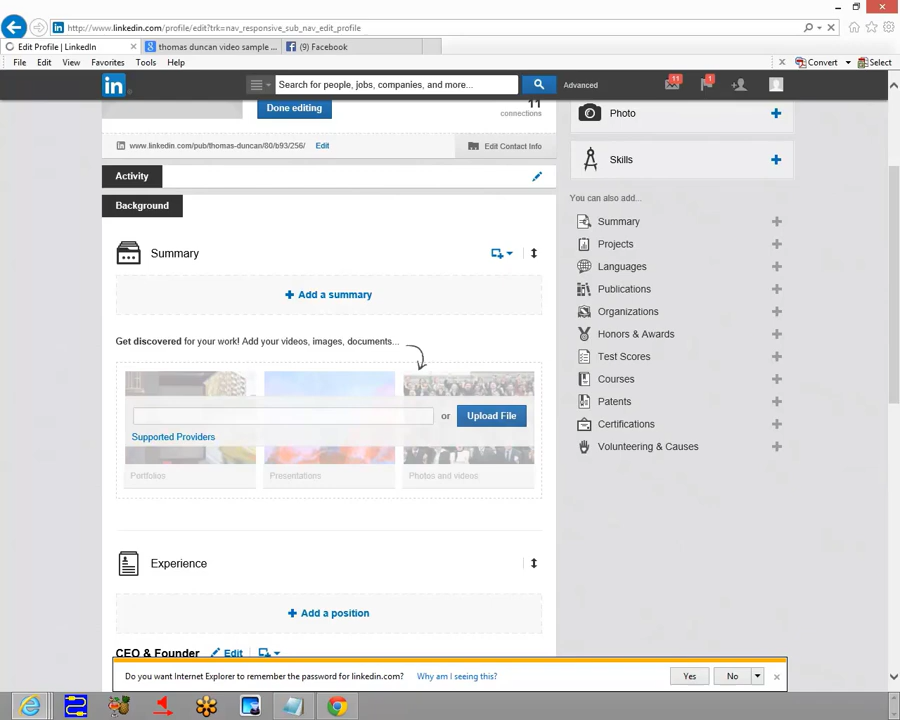 http://www.linkedin.com/profile/edit?trk=nav_responsive_sub_nav_edit_profile
Edit Profile | LinkedIn
thomas duncan video sample ...
(9) Facebook
File Edit View Favorites Tools Help
Convert
Select
in
Search for people, jobs, companies, and more...
Advanced
11
1
Done editing
11
connections
Photo
www.linkedin.com/pub/thomas-duncan/80/b93/256/
Edit
Edit Contact Info
Skills
Activity
You can also add...
Background
Summary
Projects
Summary
Languages
Publications
+ Add a summary
Organizations
Honors & Awards
Get discovered for your work! Add your videos, images, documents...
Test Scores
Courses
Patents
or
Upload File
Certifications
Supported Providers
Volunteering & Causes
Portfolios
Presentations
Photos and videos
Experience
+ Add a position
CEO & Founder
Edit
Do you want Internet Explorer to remember the password for linkedin.com?
Why am I seeing this?
Yes
No